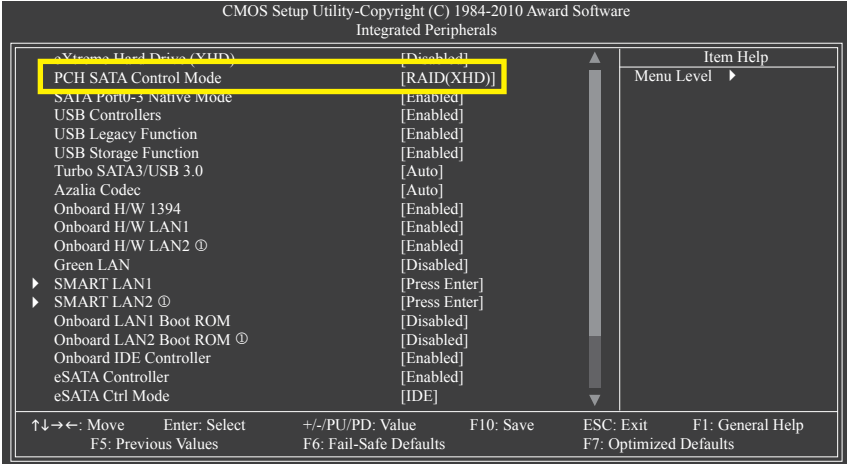 CMOS Setup Utility-Copyright (C) 1984-2010 Award Software
Integrated Peripherals
eXtreme Hard Drive (XHD) [Disabled]
Item Help
PCH SATA Control Mode [RAID(XHD)]
Menu Level
SATA Port0-3 Native Mode [Enabled]
USB Controllers [Enabled]
USB Legacy Function [Enabled]
USB Storage Function [Enabled]
Turbo SATA3/USB 3.0 [Auto]
Azalia Codec [Auto]
Onboard H/W 1394 [Enabled]
Onboard H/W LAN1 [Enabled]
Onboard H/W LAN2 ① [Enabled]
Green LAN [Disabled]
SMART LAN1 [Press Enter]
SMART LAN2 ① [Press Enter]
Onboard LAN1 Boot ROM [Disabled]
Onboard LAN2 Boot ROM ① [Disabled]
Onboard IDE Controller [Enabled]
eSATA Controller [Enabled]
eSATA Ctrl Mode [IDE]
↑↓→←: Move Enter: Select +/-/PU/PD: Value F10: Save ESC: Exit F1: General Help
F5: Previous Values F6: Fail-Safe Defaults F7: Optimized Defaults